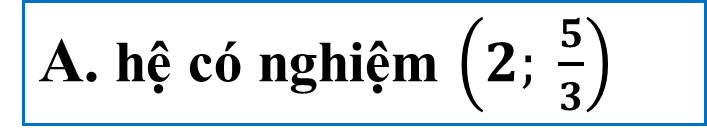 A. hệ có nghiệm (2; 5/3)